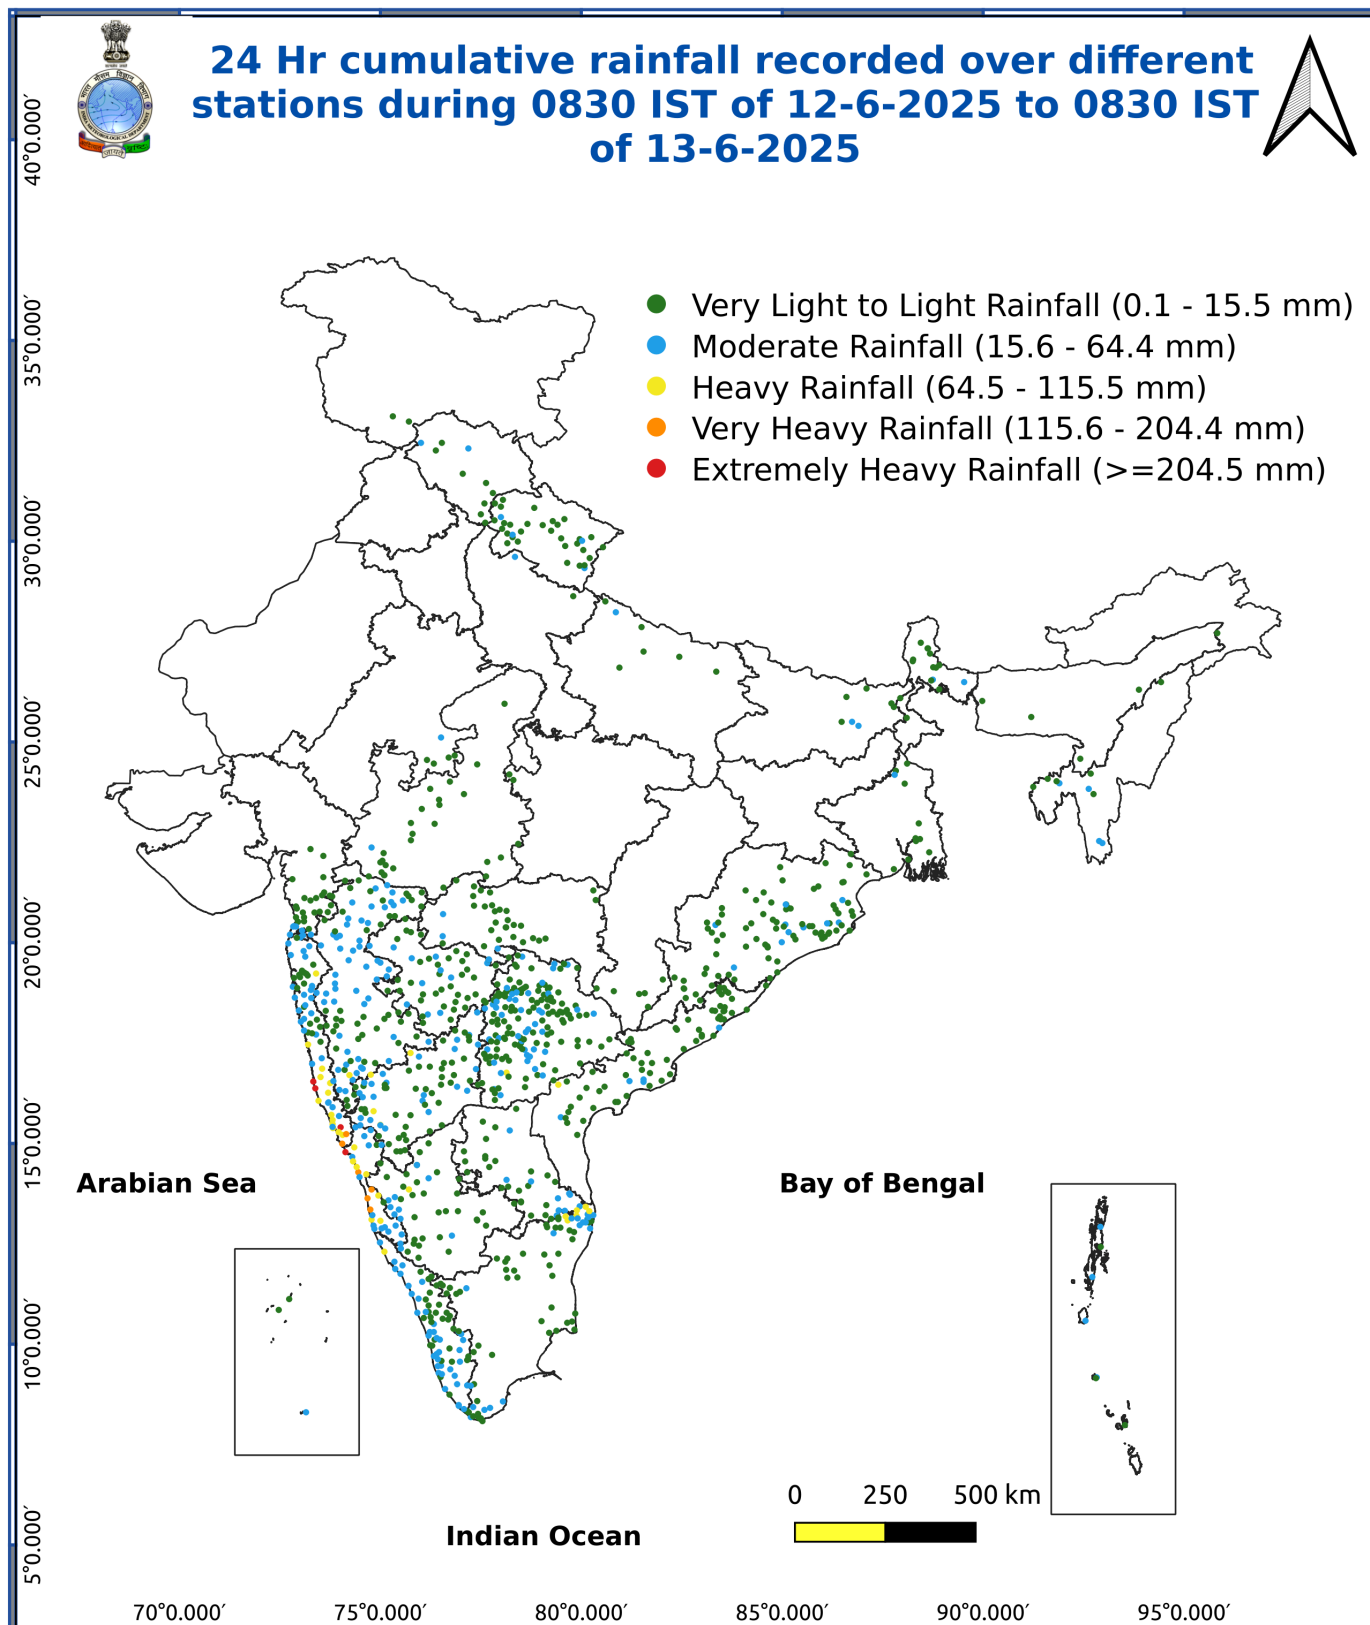 24 Hr cumulative rainfall recorded over different
stations during 0830 IST of 12-6-2025 to 0830 IST
of 13-6-2025
Very Light to Light Rainfall (0.1 - 15.5 mm)
Moderate Rainfall (15.6 - 64.4 mm)
Heavy Rainfall (64.5 - 115.5 mm)
Very Heavy Rainfall (115.6 - 204.4 mm)
Extremely Heavy Rainfall (>=204.5 mm)
40°0.000′
35°0.000′
30°0.000′
25°0.000′
20°0.000′
15°0.000′
10°0.000′
5°0.000′
Arabian Sea
Bay of Bengal
0 250 500 km
Indian Ocean
70°0.000′ 75°0.000′ 80°0.000′ 85°0.000′ 90°0.000′ 95°0.000′